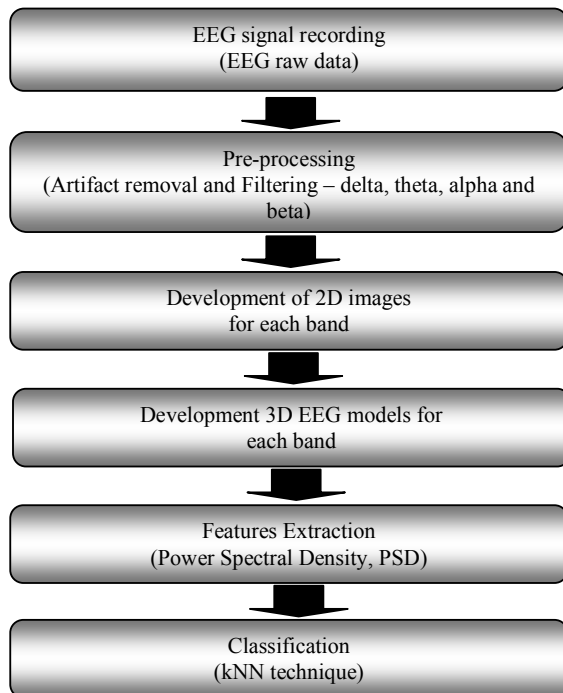 EEG signal recording
(EEG raw data)
Pre-processing
(Artifact removal and Filtering – delta, theta, alpha and
beta)
Development of 2D images
for each band
Development 3D EEG models for
each band
Features Extraction
(Power Spectral Density, PSD)
Classification
(kNN technique)